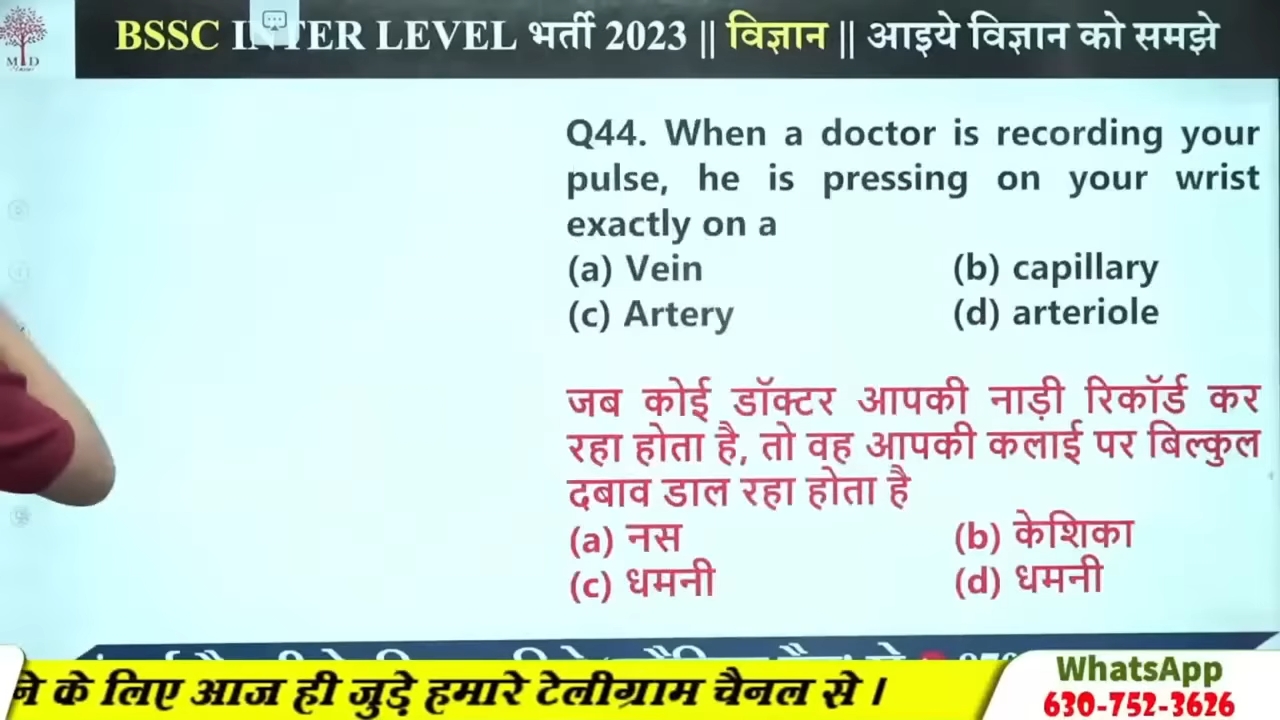 BSSC INTER LEVEL भर्ती 2023 || विज्ञान || आइये विज्ञान को समझे
M D
Q44. When a doctor is recording your
pulse, he is pressing on your wrist
exactly on a
(a) Vein (b) capillary
(c) Artery (d) arteriole
जब कोई डॉक्टर आपकी नाड़ी रिकॉर्ड कर
रहा होता है, तो वह आपकी कलाई पर बिल्कुल
दबाव डाल रहा होता है
(a) नस (b) केशिका
(c) धमनी (d) धमनी
ने के लिए आज ही जुड़े हमारे टेलीग्राम चैनल से ।
WhatsApp
630-752-3626